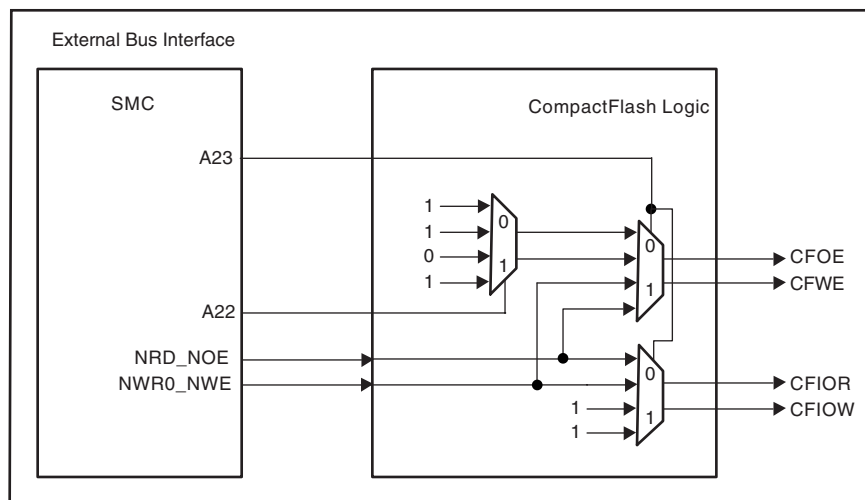 External Bus Interface
SMC
CompactFlash Logic
A23
1
1
0
1
0
1
A22
0
1
CFOE
CFWE
NRD_NOE
NWR0_NWE
0
1
1
1
CFIOR
CFIOW